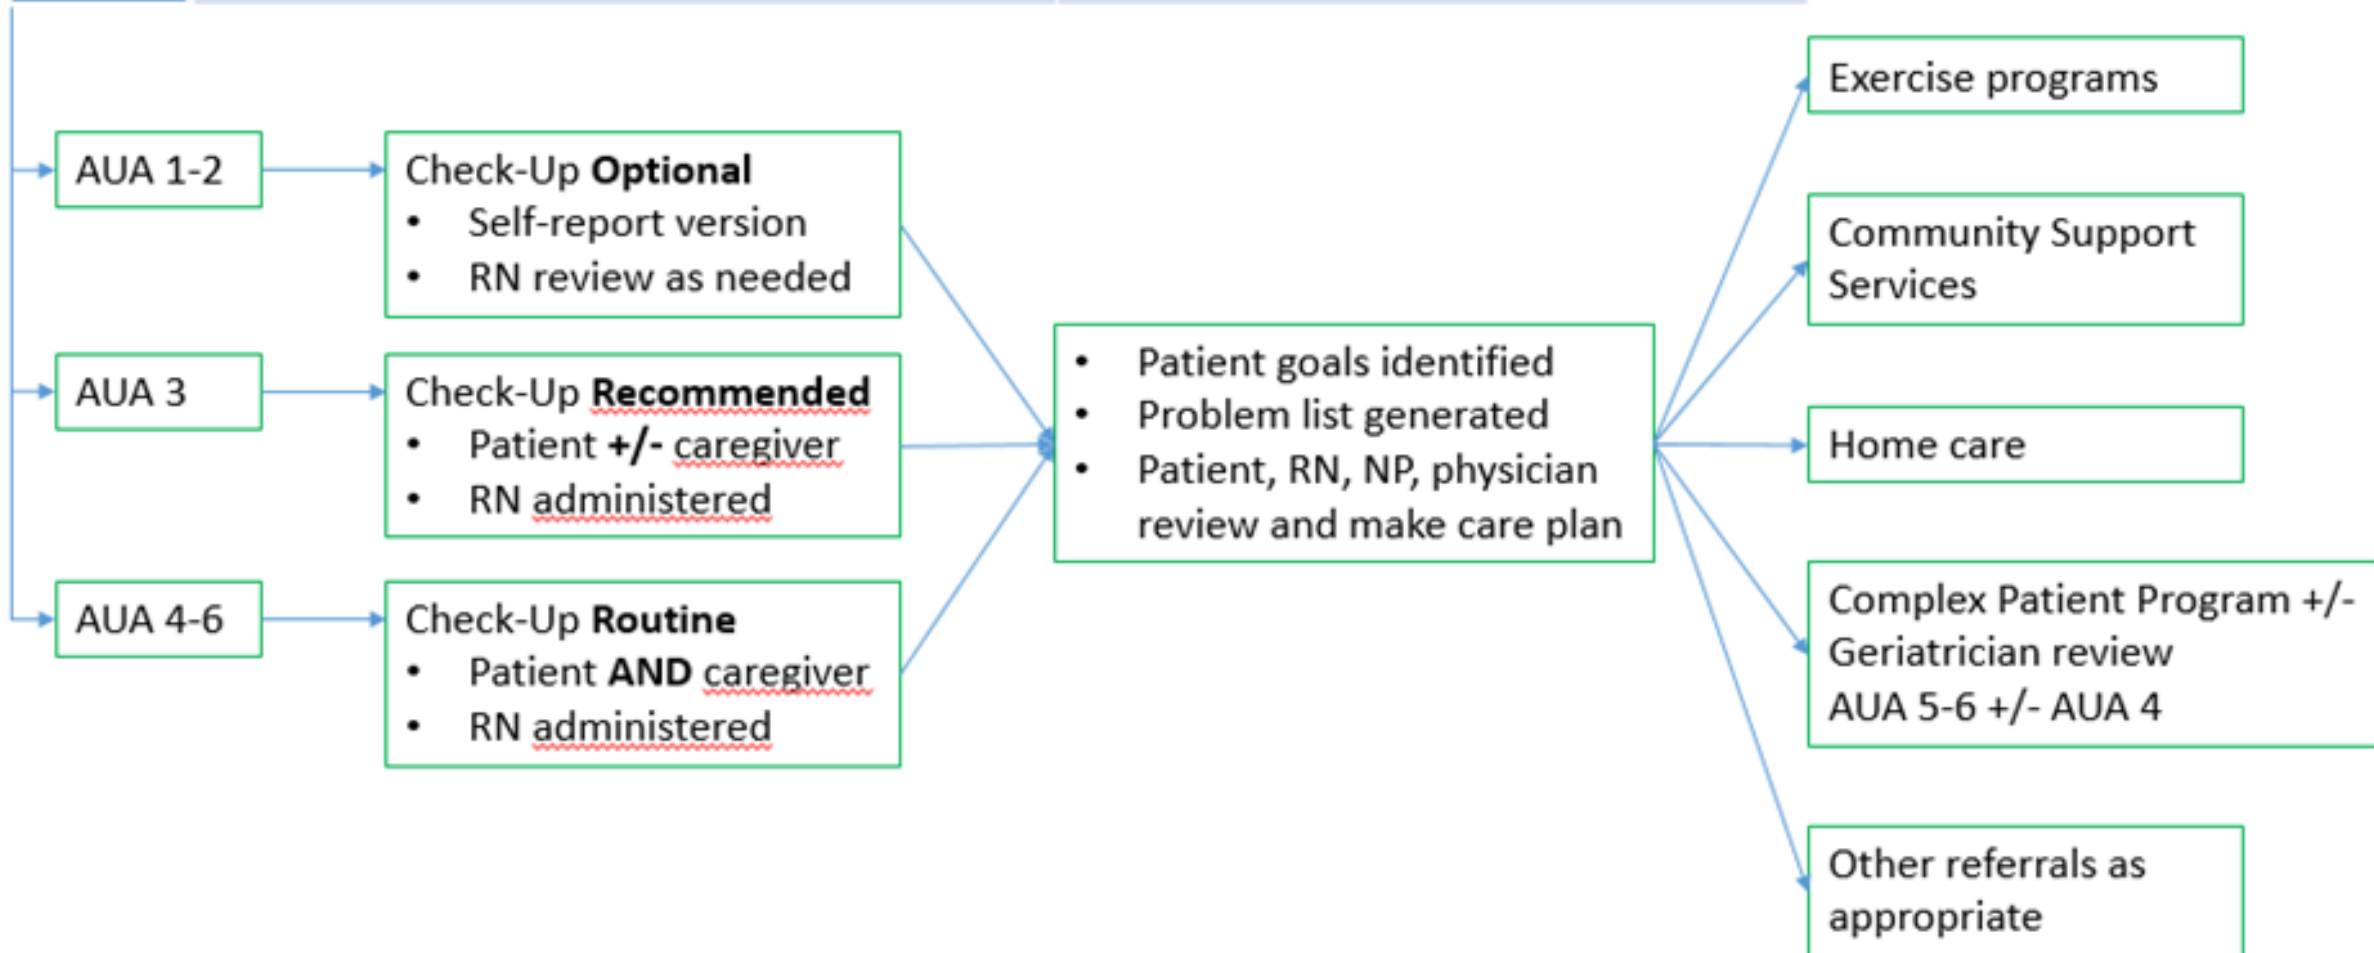 AUA 1-2
Check-Up Optional
• Self-report version
• RN review as needed
AUA 3
Check-Up Recommended
• Patient +/- caregiver
• RN administered
AUA 4-6
Check-Up Routine
• Patient AND caregiver
• RN administered
• Patient goals identified
• Problem list generated
• Patient, RN, NP, physician
review and make care plan
Exercise programs
Community Support
Services
Home care
Complex Patient Program +/-
Geriatrician review
AUA 5-6 +/- AUA 4
Other referrals as
appropriate